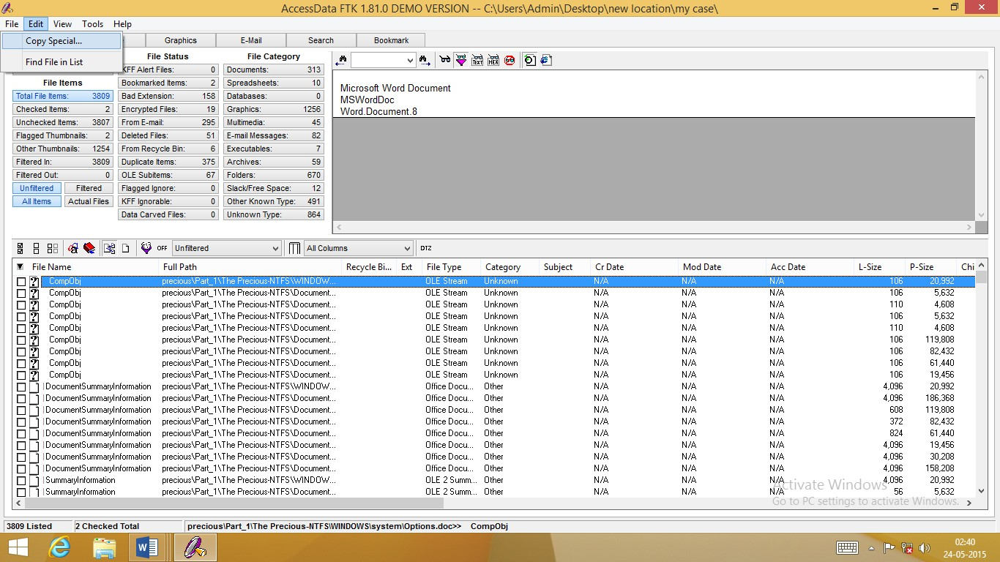 AccessData FTK 1.81.0 DEMO VERSION -- C:\Users\Admin\Desktop\new location\my case\
File Edit View Tools Help
Copy Special...
Find File in List
Graphics E-Mail Search Bookmark
File Items
Total File Items: 3809
Checked Items: 2
Unchecked Items: 3807
Flagged Thumbnails: 2
Other Thumbnails: 1254
Filtered In: 3809
Filtered Out: 0
Unfiltered Filtered
All Items Actual Files
File Status
KFF Alert Files: 0
Bookmarked Items: 2
Bad Extension: 158
Encrypted Files: 19
From E-mail: 295
Deleted Files: 51
From Recycle Bin: 6
Duplicate Items: 375
OLE Subitems: 67
Flagged Ignore: 0
KFF Ignorable: 0
Data Carved Files: 0
File Category
Documents: 313
Spreadsheets: 10
Databases: 0
Graphics: 1256
Multimedia: 45
E-mail Messages: 82
Executables: 7
Archives: 59
Folders: 670
Slack/Free Space: 12
Other Known Type: 491
Unknown Type: 864
TEXT HEX
Microsoft Word Document
MSWordDoc
Word.Document.8
OFF Unfiltered All Columns DTZ
File Name Full Path Recycle Bi... Ext File Type Category Subject Cr Date Mod Date Acc Date L-Size P-Size Chi
CompObj precious\Part_1\The Precious-NTFS\WINDOW... OLE Stream Unknown N/A N/A N/A 106 20,992
CompObj precious\Part_1\The Precious-NTFS\Document... OLE Stream Unknown N/A N/A N/A 106 5,632
CompObj precious\Part_1\The Precious-NTFS\Document... OLE Stream Unknown N/A N/A N/A 110 4,608
CompObj precious\Part_1\The Precious-NTFS\Document... OLE Stream Unknown N/A N/A N/A 106 5,632
CompObj precious\Part_1\The Precious-NTFS\Document... OLE Stream Unknown N/A N/A N/A 110 4,608
CompObj precious\Part_1\The Precious-NTFS\Document... OLE Stream Unknown N/A N/A N/A 106 119,808
CompObj precious\Part_1\The Precious-NTFS\Document... OLE Stream Unknown N/A N/A N/A 106 82,432
CompObj precious\Part_1\The Precious-NTFS\Document... OLE Stream Unknown N/A N/A N/A 106 61,440
CompObj precious\Part_1\The Precious-NTFS\Document... OLE Stream Unknown N/A N/A N/A 106 19,456
|DocumentSummaryInformation precious\Part_1\The Precious-NTFS\WINDOW... Office Docu... Other N/A N/A N/A 4,096 20,992
|DocumentSummaryInformation precious\Part_1\The Precious-NTFS\Document... Office Docu... Other N/A N/A N/A 4,096 186,368
|DocumentSummaryInformation precious\Part_1\The Precious-NTFS\Document... Office Docu... Other N/A N/A N/A 608 119,808
|DocumentSummaryInformation precious\Part_1\The Precious-NTFS\Document... Office Docu... Other N/A N/A N/A 372 82,432
|DocumentSummaryInformation precious\Part_1\The Precious-NTFS\Document... Office Docu... Other N/A N/A N/A 824 61,440
|DocumentSummaryInformation precious\Part_1\The Precious-NTFS\Document... Office Docu... Other N/A N/A N/A 4,096 19,456
|DocumentSummaryInformation precious\Part_1\The Precious-NTFS\Document... Office Docu... Other N/A N/A N/A 4,096 30,208
|DocumentSummaryInformation precious\Part_1\The Precious-NTFS\Document... Office Docu... Other N/A N/A N/A 4,096 158,208
|SummaryInformation precious\Part_1\The Precious-NTFS\WINDOW... OLE 2 Summ... Other N/A N/A N/A 4,096 20,992
|SummaryInformation precious\Part_1\The Precious-NTFS\Document... OLE 2 Summ... Other N/A N/A N/A 56 5,632
Activate Windows
Go to PC settings to activate Windows.
3809 Listed 2 Checked Total precious\Part_1\The Precious-NTFS\WINDOWS\system\Options.doc>> CompObj
02:40
24-05-2015